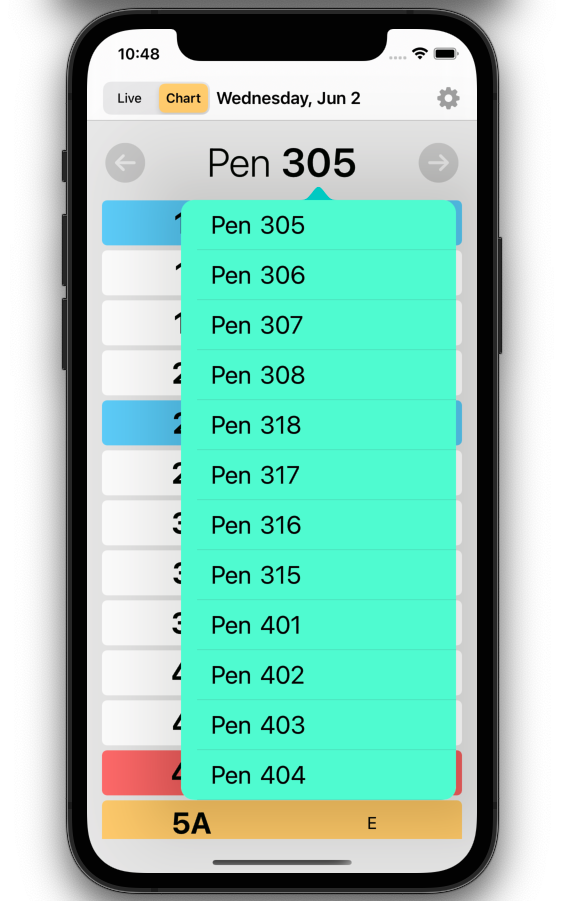 10:48
Live Chart Wednesday, Jun 2
Pen 305
Pen 305
Pen 306
Pen 307
Pen 308
Pen 318
Pen 317
Pen 316
Pen 315
Pen 401
Pen 402
Pen 403
Pen 404
5A E